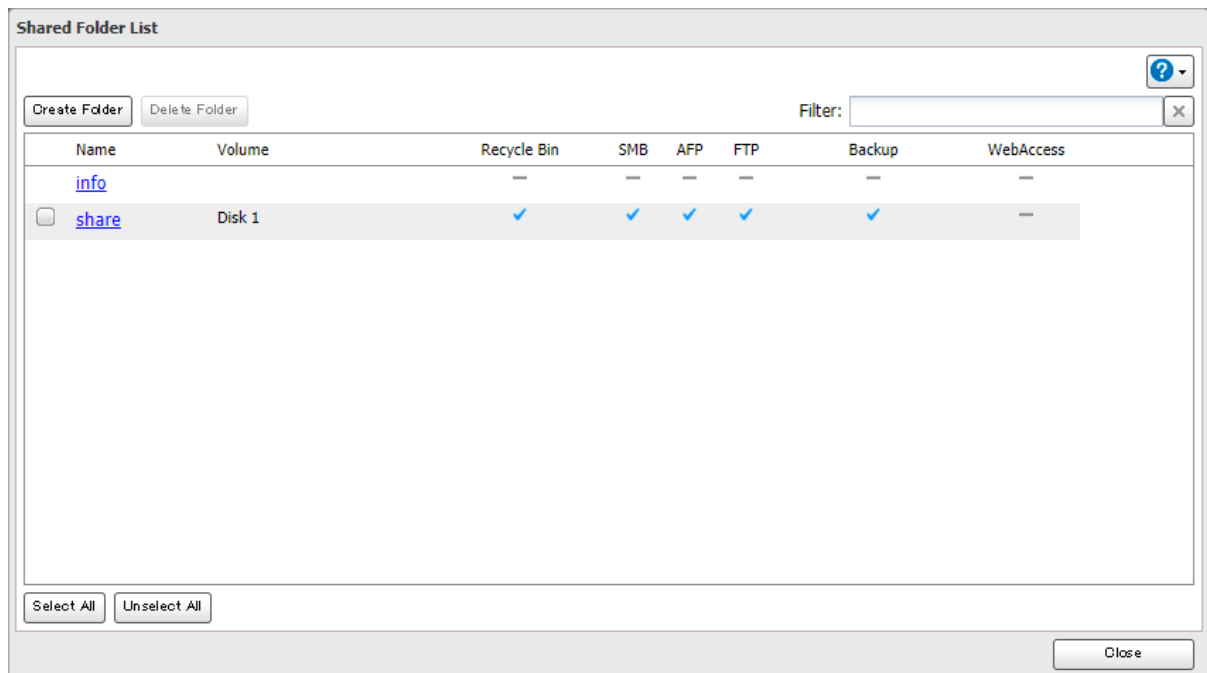 Shared Folder List
?
Create Folder Delete Folder Filter:
Name Volume Recycle Bin SMB AFP FTP Backup WebAccess
info
share Disk 1
Select All Unselect All
Close